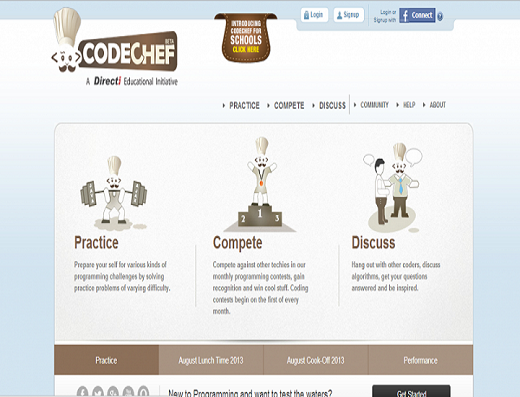 INTRODUCING
CODECHEF FOR
SCHOOLS
CLICK HERE
Login
Signup
Login or
Signup with
f Connect
?
BETA
CODECHEF
A Directi Educational Initiative
PRACTICE
COMPETE
DISCUSS
COMMUNITY
HELP
ABOUT
1
2
3
Practice
Compete
Discuss
Prepare your self for various kinds of
programming challenges by solving
practice problems of varying difficulty.
Compete against other techies in our
monthly programming contests, gain
recognition and win cool stuff. Coding
contests begin on the first of every
month.
Hang out with other coders, discuss
algorithms, get your questions
answered and be inspired.
Practice
August Lunch Time 2013
August Cook-Off 2013
Performance
New to Programming and want to test the waters?
Get Started